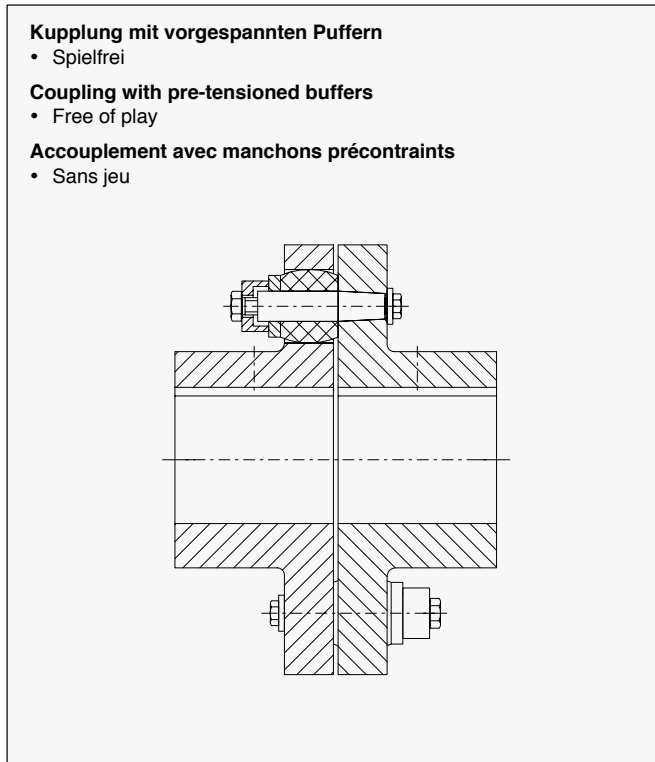 Kupplung mit vorgespannten Puffern
• Spielfrei
Coupling with pre-tensioned buffers
• Free of play
Accouplement avec manchons précontraints
• Sans jeu